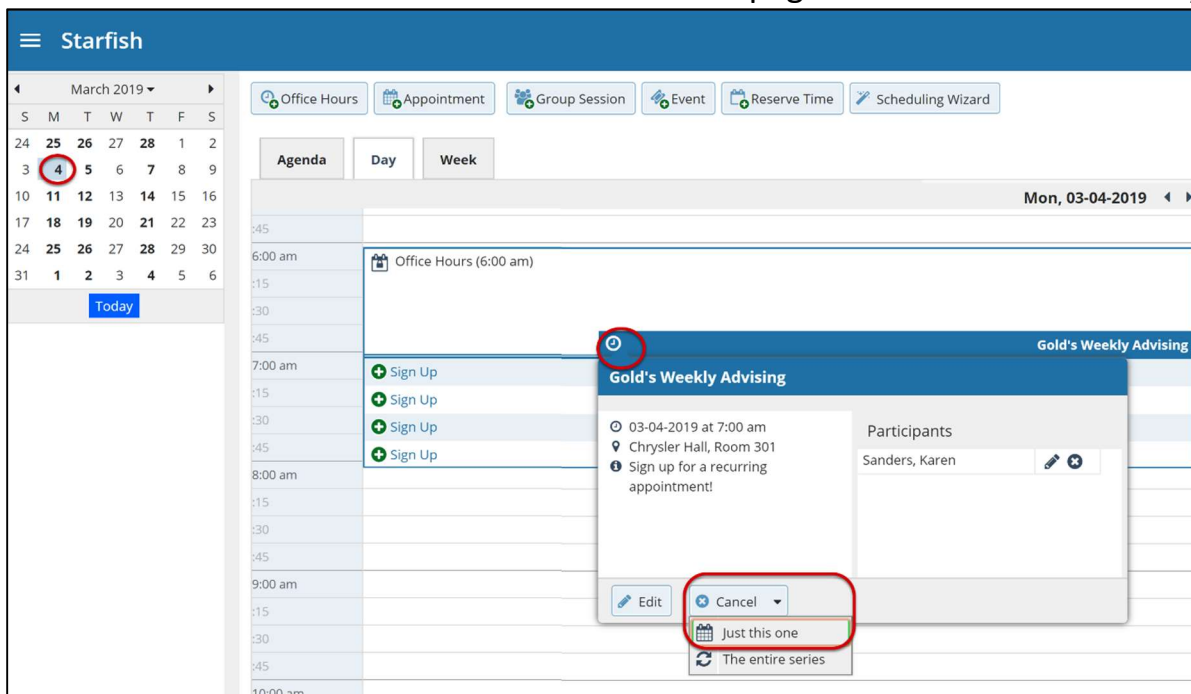 Starfish
March 2019
S M T W T F S
24 25 26 27 28 1 2
3 4 5 6 7 8 9
10 11 12 13 14 15 16
17 18 19 20 21 22 23
24 25 26 27 28 29 30
31 1 2 3 4 5 6
Today
Office Hours Appointment Group Session Event Reserve Time Scheduling Wizard
Agenda Day Week
Mon, 03-04-2019
:45
6:00 am Office Hours (6:00 am)
:15
:30
:45
Gold's Weekly Advising
7:00 am Sign Up
:15 Sign Up
:30 Sign Up
:45 Sign Up
Gold's Weekly Advising
03-04-2019 at 7:00 am
Chrysler Hall, Room 301
Sign up for a recurring
appointment!
Participants
Sanders, Karen
Edit Cancel
Just this one
The entire series
8:00 am
:15
:30
:45
9:00 am
:15
:30
:45
10:00 am